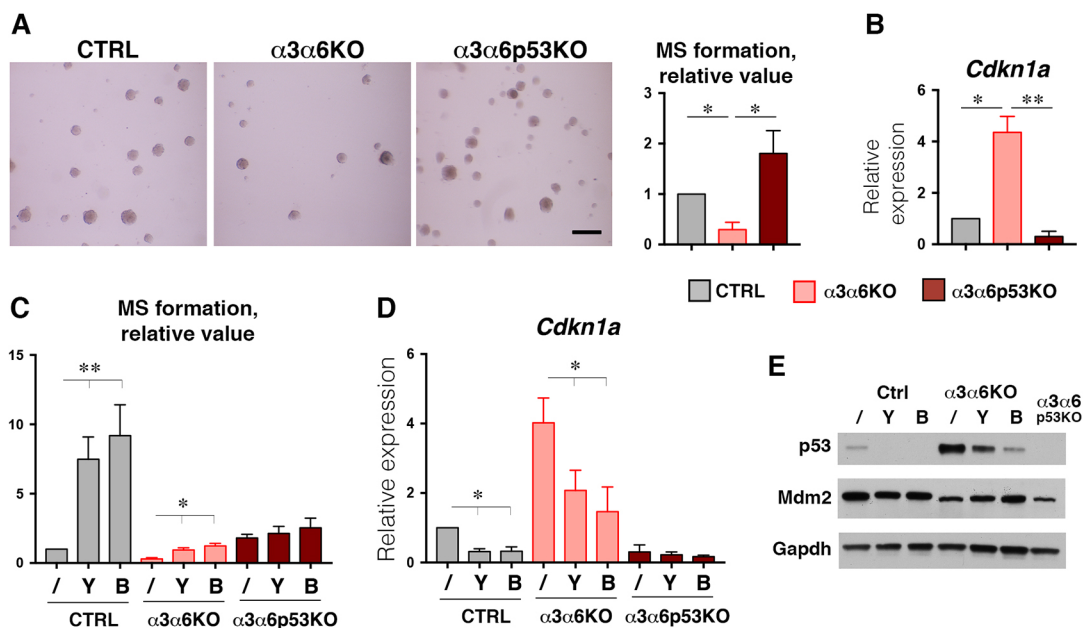 A
CTRL
α3α6KO
α3α6p53KO
MS formation,
relative value
3
2
1
0
*
*
B
Cdkn1a
Relative
expression
6
4
2
0
*
**
CTRL
α3α6KO
α3α6p53KO
C
MS formation,
relative value
15
10
5
0
**
*
/ Y B / Y B / Y B
CTRL α3α6KO α3α6p53KO
D
Cdkn1a
Relative expression
6
4
2
0
*
*
/ Y B / Y B / Y B
CTRL α3α6KO α3α6p53KO
E
Ctrl α3α6KO α3α6
/ Y B / Y B p53KO
p53
Mdm2
Gapdh